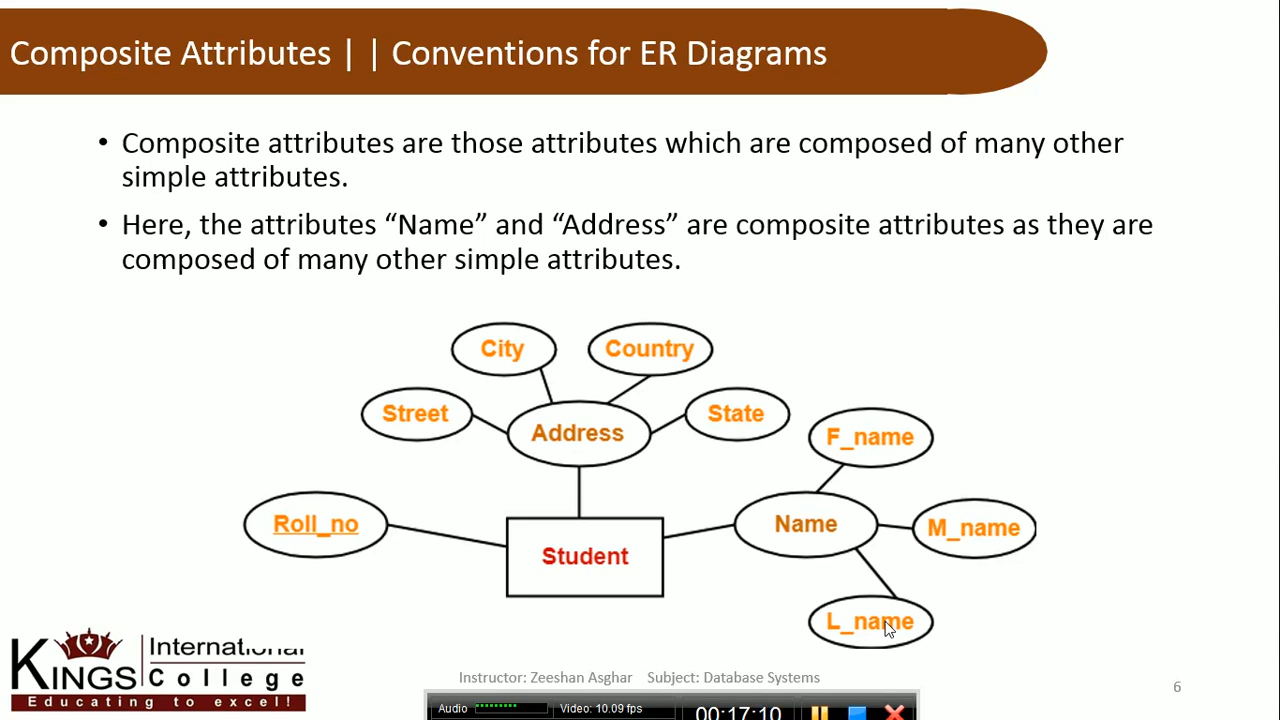 Composite Attributes | | Conventions for ER Diagrams
• Composite attributes are those attributes which are composed of many other
simple attributes.
• Here, the attributes “Name” and “Address” are composite attributes as they are
composed of many other simple attributes.
City
Country
Street
Address
State
F_name
Roll_no
Student
Name
M_name
L_name
KINGS International College
Educating to excel!
Instructor: Zeeshan Asghar Subject: Database Systems
6
Audio
Video: 10.09 fps
00:17:10